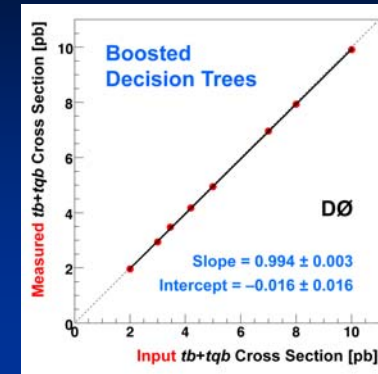 Measured tb+tqb Cross Section [pb]
10
8
6
4
2
0
Boosted
Decision Trees
DØ
Slope = 0.994 ± 0.003
Intercept = –0.016 ± 0.016
0 2 4 6 8 10
Input tb+tqb Cross Section [pb]